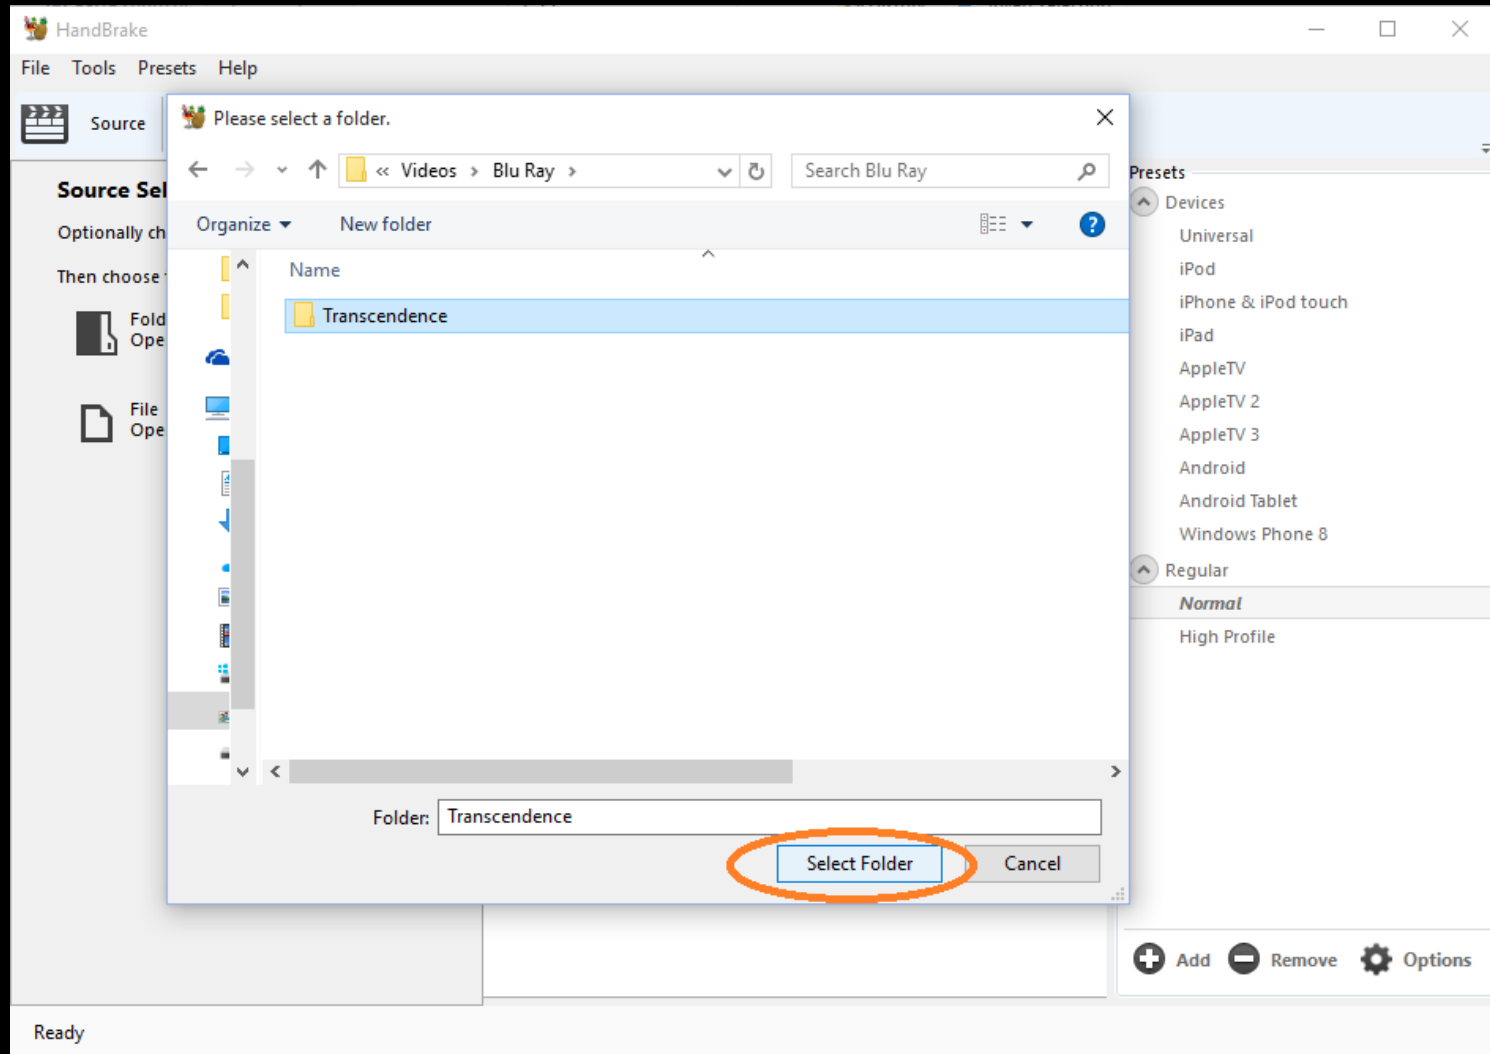 HandBrake
File Tools Presets Help
Source
Please select a folder.
« Videos > Blu Ray >
Search Blu Ray
Organize
New folder
Name
Transcendence
Folder: Transcendence
Select Folder
Cancel
Source Sel
Optionally ch
Then choose
Fold
Ope
File
Ope
Presets
Devices
Universal
iPod
iPhone & iPod touch
iPad
AppleTV
AppleTV 2
AppleTV 3
Android
Android Tablet
Windows Phone 8
Regular
Normal
High Profile
Add Remove Options
Ready